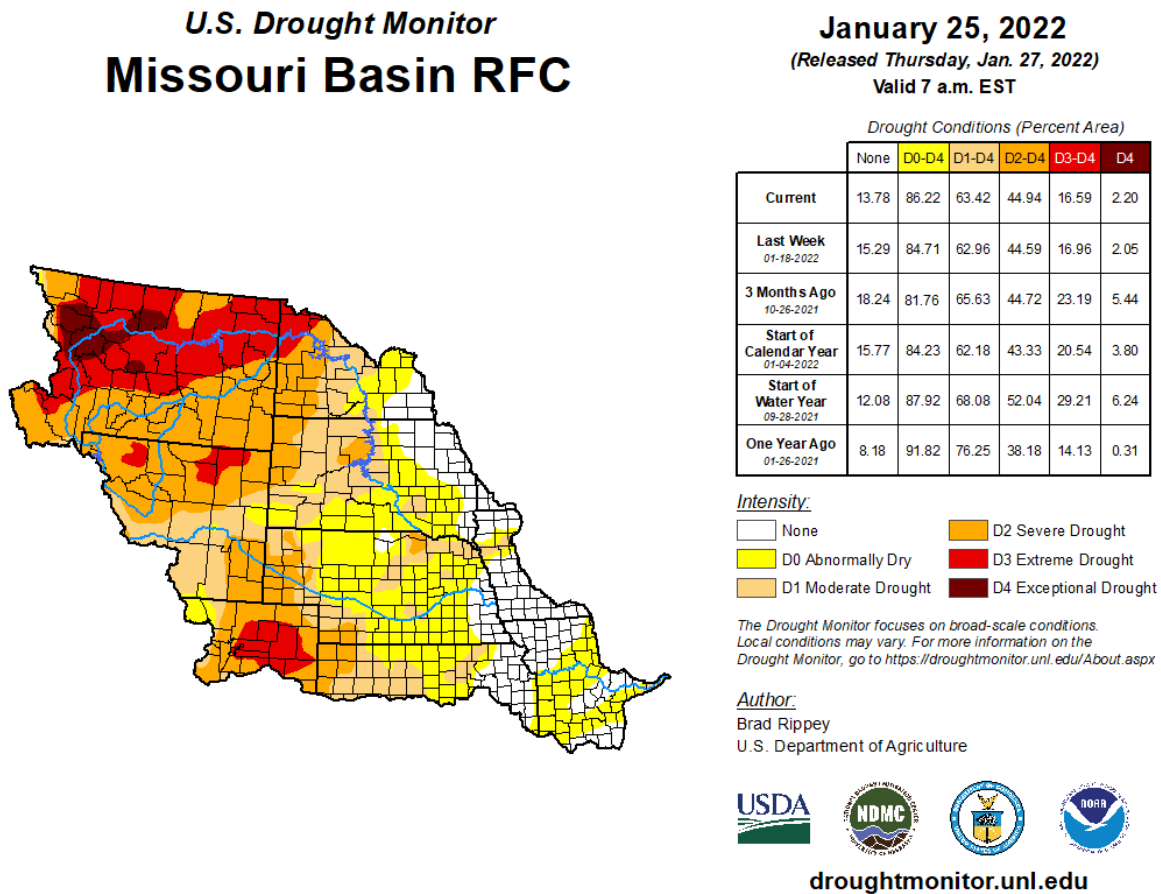 U.S. Drought Monitor
Missouri Basin RFC
January 25, 2022
(Released Thursday, Jan. 27, 2022)
Valid 7 a.m. EST
Drought Conditions (Percent Area)
None D0-D4 D1-D4 D2-D4 D3-D4 D4
Current 13.78 86.22 63.42 44.94 16.59 2.20
Last Week
01-18-2022 15.29 84.71 62.96 44.59 16.96 2.05
3 Months Ago
10-26-2021 18.24 81.76 65.63 44.72 23.19 5.44
Start of
Calendar Year
01-04-2022 15.77 84.23 62.18 43.33 20.54 3.80
Start of
Water Year
09-28-2021 12.08 87.92 68.08 52.04 29.21 6.24
One Year Ago
01-26-2021 8.18 91.82 76.25 38.18 14.13 0.31
Intensity:
None
D0 Abnormally Dry
D1 Moderate Drought
D2 Severe Drought
D3 Extreme Drought
D4 Exceptional Drought
The Drought Monitor focuses on broad-scale conditions.
Local conditions may vary. For more information on the
Drought Monitor, go to https://droughtmonitor.unl.edu/About.aspx
Author:
Brad Rippey
U.S. Department of Agriculture
USDA
NDMC
NOAA
droughtmonitor.unl.edu